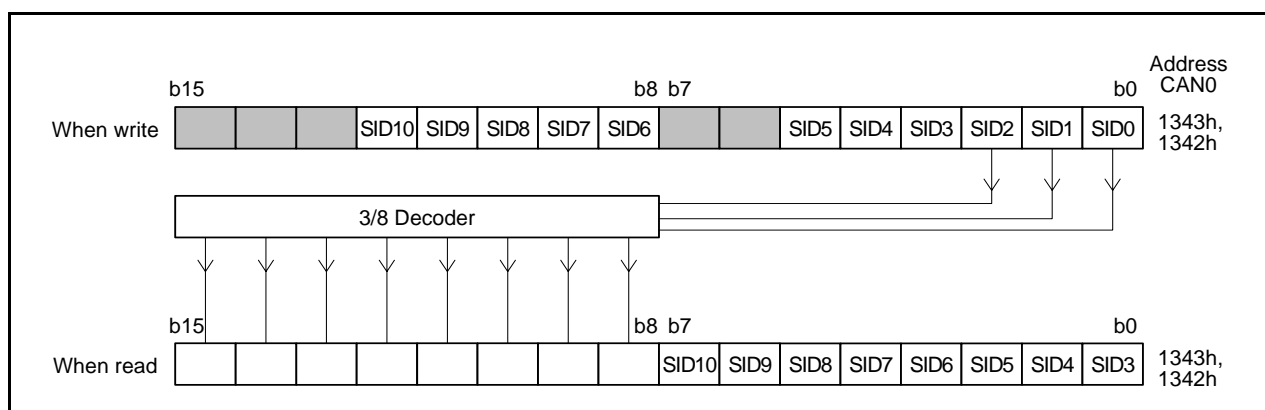 Address
CAN0
b15 b8 b7 b0
When write SID10 SID9 SID8 SID7 SID6 SID5 SID4 SID3 SID2 SID1 SID0 1343h,
1342h
3/8 Decoder
b15 b8 b7 b0
When read SID10 SID9 SID8 SID7 SID6 SID5 SID4 SID3 1343h,
1342h